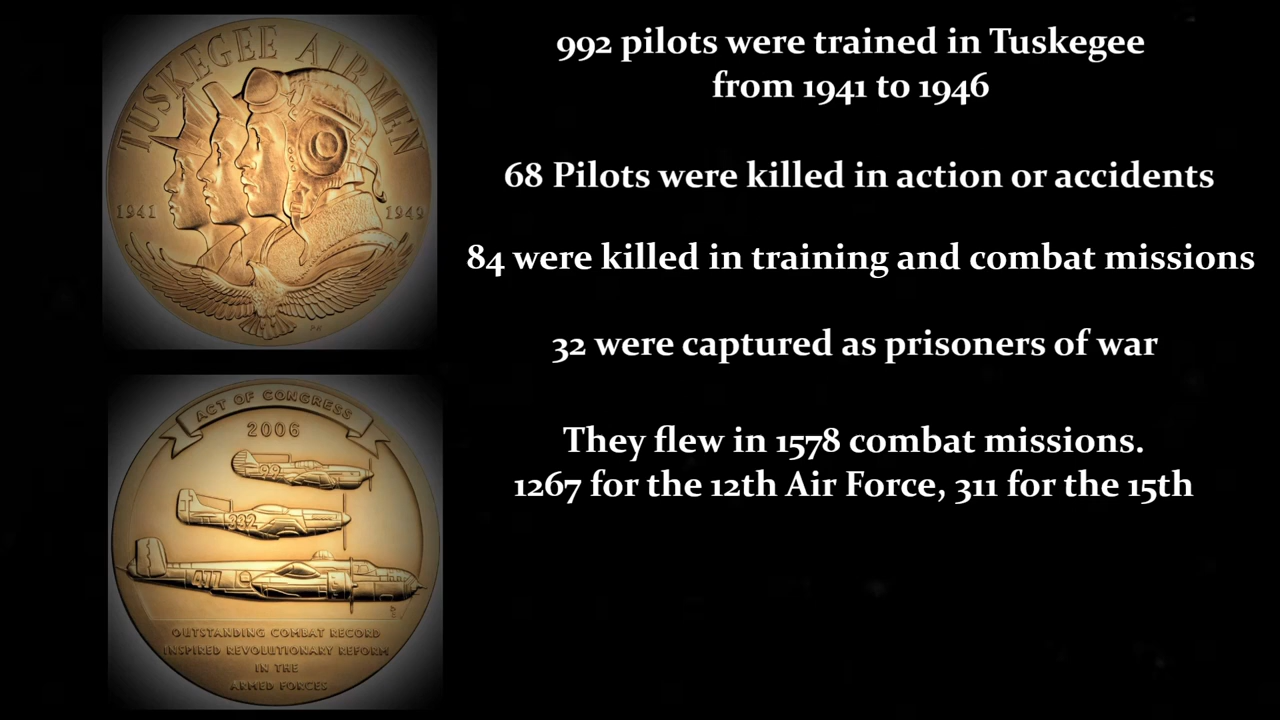 TUSKEGEE AIRMEN
1941
1949
992 pilots were trained in Tuskegee
from 1941 to 1946
68 Pilots were killed in action or accidents
84 were killed in training and combat missions
32 were captured as prisoners of war
They flew in 1578 combat missions.
1267 for the 12th Air Force, 311 for the 15th
ACT OF CONGRESS
2006
99
332
477
OUTSTANDING COMBAT RECORD
INSPIRED REVOLUTIONARY REFORM
IN THE
ARMED FORCES